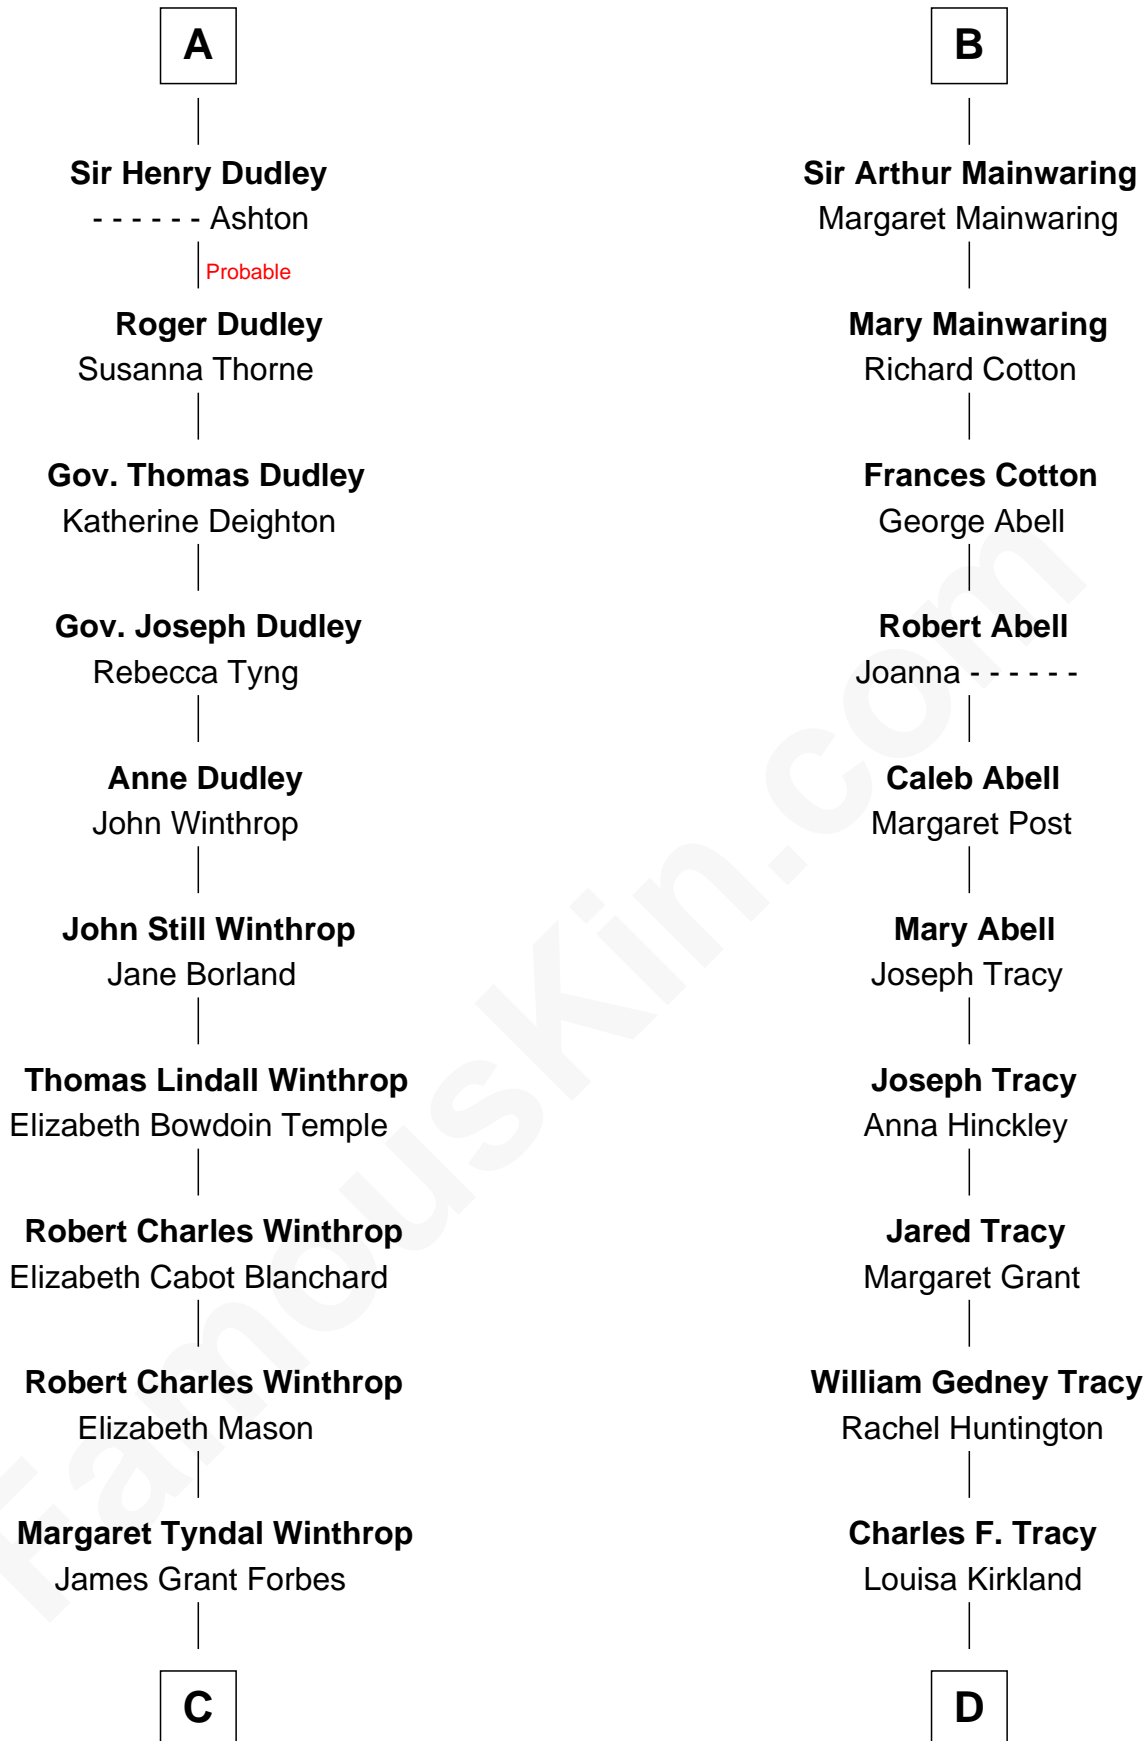 A
Sir Henry Dudley
- - - - - - Ashton
Probable
Roger Dudley
Susanna Thorne
Gov. Thomas Dudley
Katherine Deighton
Gov. Joseph Dudley
Rebecca Tyng
Anne Dudley
John Winthrop
John Still Winthrop
Jane Borland
Thomas Lindall Winthrop
Elizabeth Bowdoin Temple
Robert Charles Winthrop
Elizabeth Cabot Blanchard
Robert Charles Winthrop
Elizabeth Mason
Margaret Tyndal Winthrop
James Grant Forbes
C
B
Sir Arthur Mainwaring
Margaret Mainwaring
Mary Mainwaring
Richard Cotton
Frances Cotton
George Abell
Robert Abell
Joanna - - - - - -
Caleb Abell
Margaret Post
Mary Abell
Joseph Tracy
Joseph Tracy
Anna Hinckley
Jared Tracy
Margaret Grant
William Gedney Tracy
Rachel Huntington
Charles F. Tracy
Louisa Kirkland
D
FamousKin.com